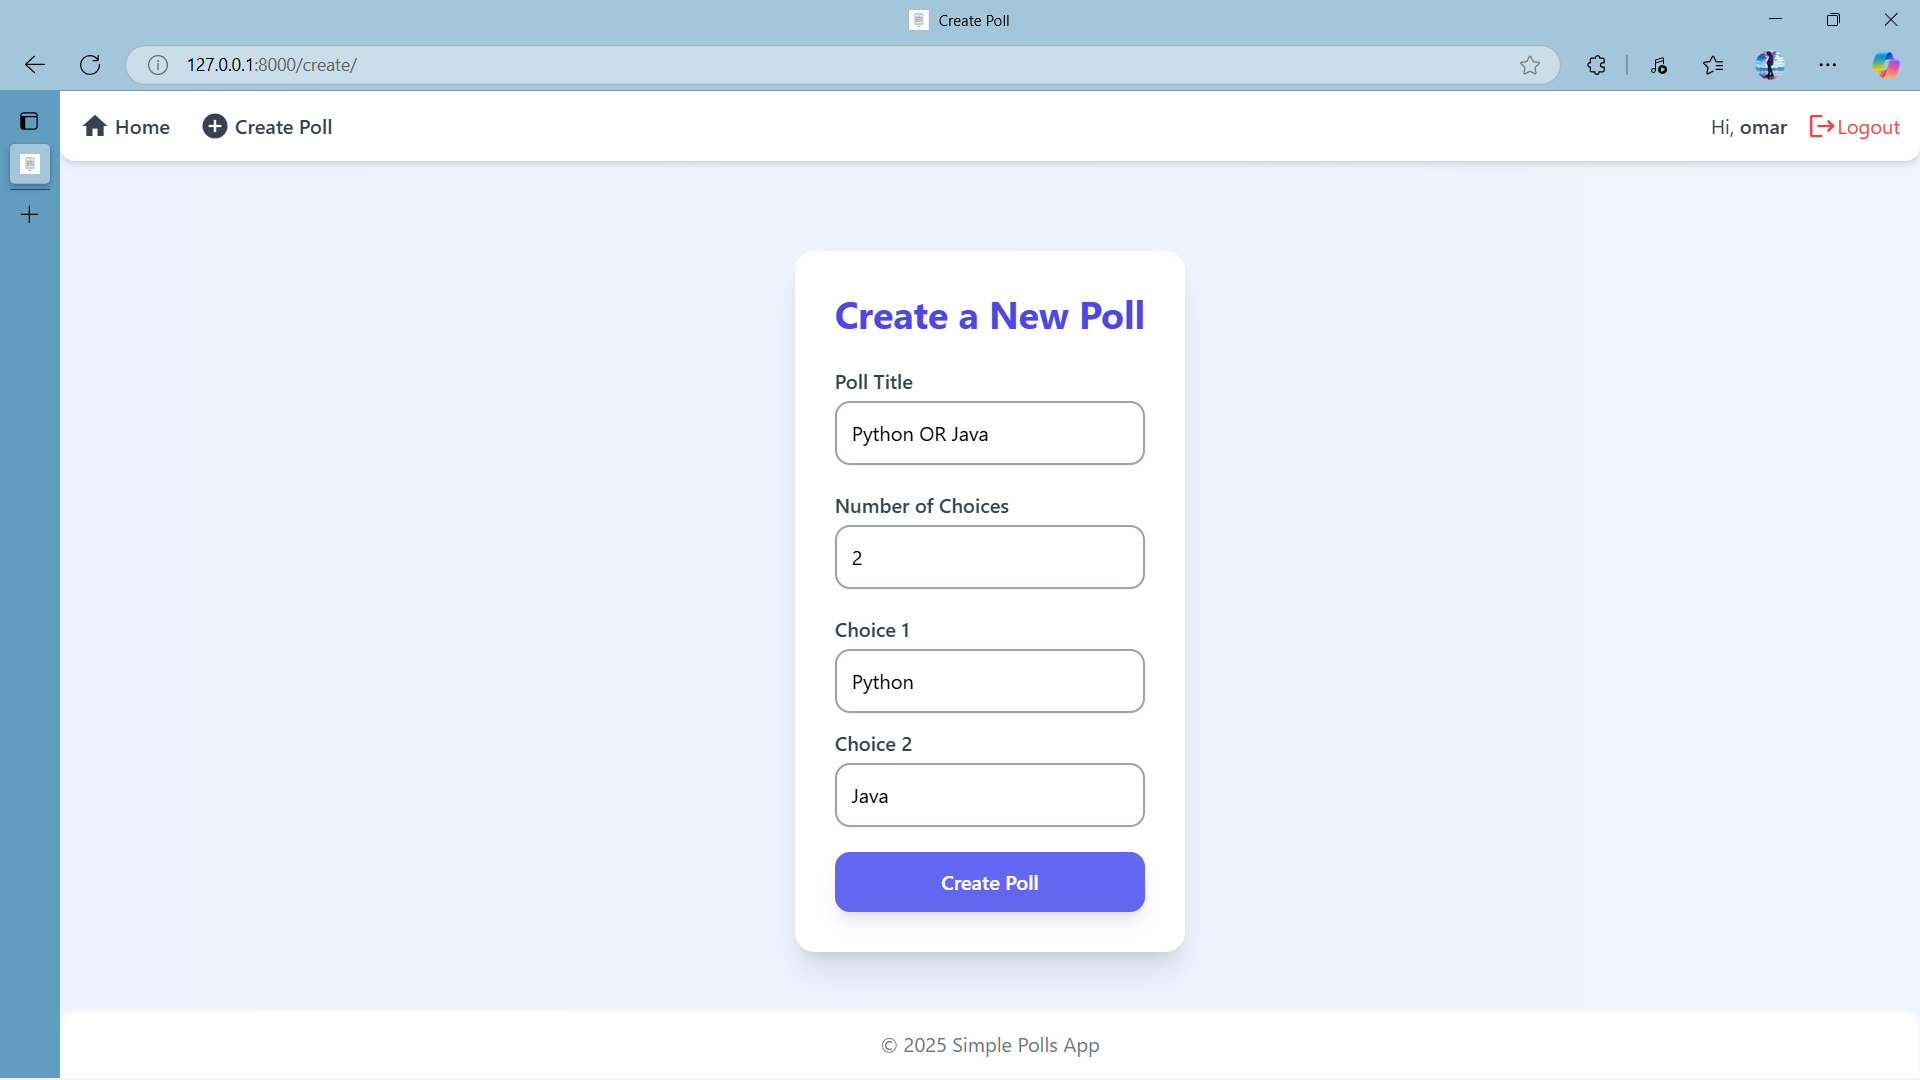 Create Poll
127.0.0.1:8000/create/
Home Create Poll Hi, omar Logout
Create a New Poll
Poll Title
Python OR Java
Number of Choices
2
Choice 1
Python
Choice 2
Java
Create Poll
© 2025 Simple Polls App